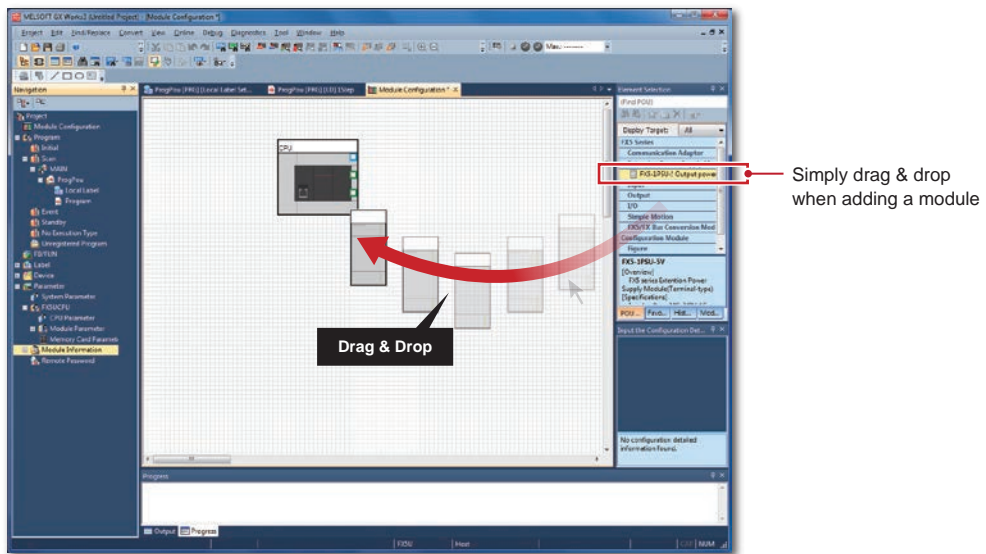 MELSOFT GX Works3 (Untitled Project) - [Module Configuration *]
Project Edit Find/Replace Convert View Online Debug Diagnostics Tool Window Help
Navigation
ProgPou [PRG] [Local Label Set...
ProgPou [PRG] [LD] 1Step
Module Configuration *
Element Selection
(Find POU)
Display Target: All
Project
Module Configuration
Program
Initial
Scan
MAIN
ProgPou
Local Label
Program
Event
Standby
No Execution Type
Unregistered Program
FB/FUN
Label
Device
Parameter
System Parameter
FX5UCPU
CPU Parameter
Module Parameter
Memory Card Paramet
Module Information
Remote Password
CPU
Drag & Drop
FX5 Series
Communication Adapter
FX5-1PSU-5 Output power
Input
Output
I/O
Simple Motion
FX5/FX Bus Conversion Mod
Configuration Module
Figure
FX5-1PSU-5V
[Overview]
FX5 series Extention Power
Supply Module(Terminal-type)
[Specifications]
POU... Favo... Hist... Mod...
Input the Configuration Det...
No configuration detailed
information found.
Simply drag & drop
when adding a module
Progress
Output Progress
FX5U Host CAP NUM